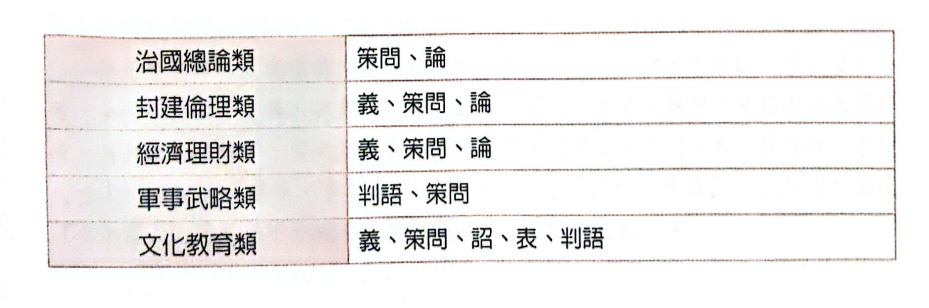 治國總論類 策問、論
封建倫理類 義、策問、論
經濟理財類 義、策問、論
軍事武略類 判語、策問
文化教育類 義、策問、詔、表、判語